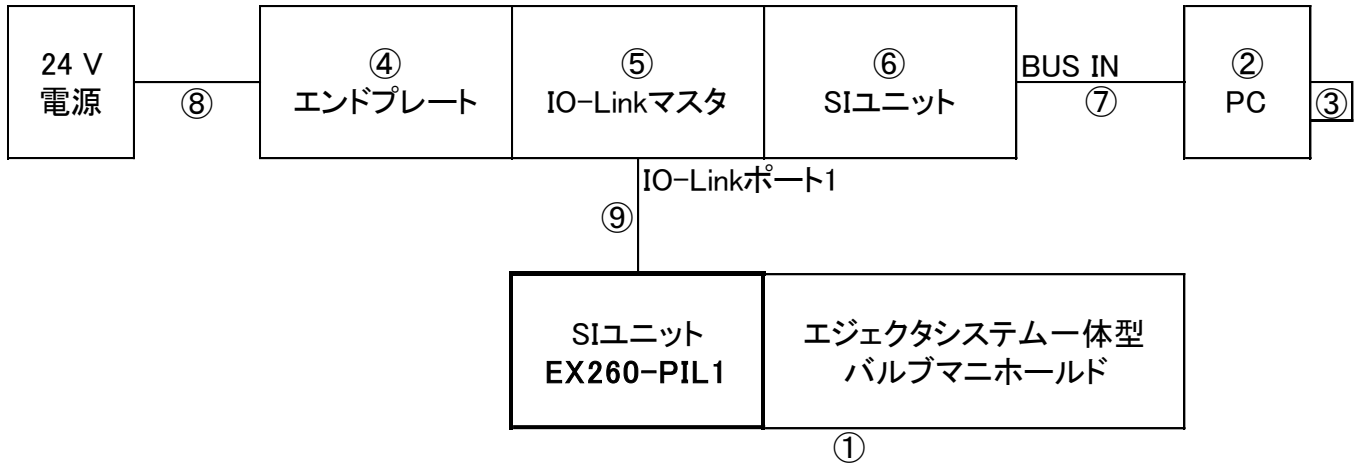 24 V
電源
⑧
④
エンドプレート
⑤
IO-Linkマスタ
⑥
SIユニット
BUS IN
⑦
②
PC
③
IO-Linkポート1
⑨
SIユニット
EX260-PIL1
エジェクタシステム一体型
バルブマニホールド
①